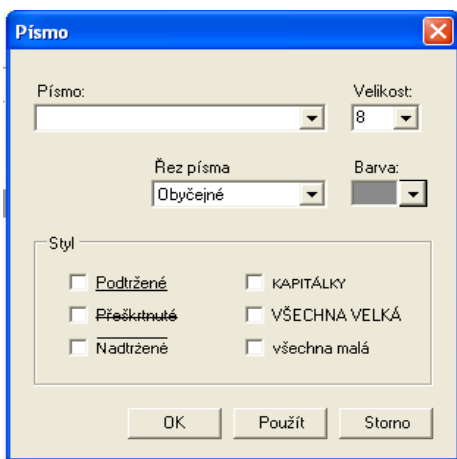 Písmo
Písmo: Velikost:
8
Řez písma Barva:
Obyčejné
Styl
Podtržené KAPITÁLKY
Přeškrtnuté VŠECHNA VELKÁ
Nadtržené všechna malá
OK Použít Storno